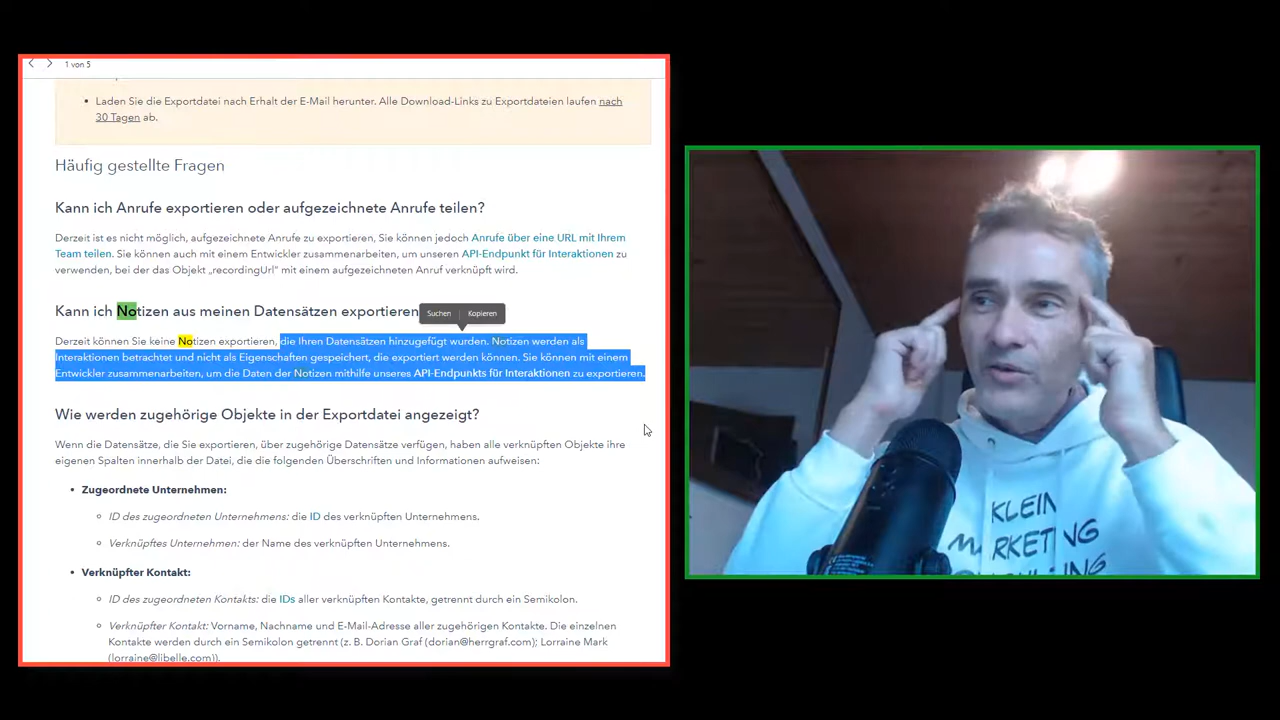 1 von 5
Laden Sie die Exportdatei nach Erhalt der E-Mail herunter. Alle Download-Links zu Exportdateien laufen nach
30 Tagen ab.
Häufig gestellte Fragen
Kann ich Anrufe exportieren oder aufgezeichnete Anrufe teilen?
Derzeit ist es nicht möglich, aufgezeichnete Anrufe zu exportieren, Sie können jedoch Anrufe über eine URL mit Ihrem
Team teilen. Sie können auch mit einem Entwickler zusammenarbeiten, um unseren API-Endpunkt für Interaktionen zu
verwenden, bei der das Objekt „recordingUrl" mit einem aufgezeichneten Anruf verknüpft wird.
Kann ich Notizen aus meinen Datensätzen exportieren
Suchen Kopieren
Derzeit können Sie keine Notizen exportieren, die Ihren Datensätzen hinzugefügt wurden. Notizen werden als
Interaktionen betrachtet und nicht als Eigenschaften gespeichert, die exportiert werden können. Sie können mit einem
Entwickler zusammenarbeiten, um die Daten der Notizen mithilfe unseres API-Endpunkts für Interaktionen zu exportieren.
Wie werden zugehörige Objekte in der Exportdatei angezeigt?
Wenn die Datensätze, die Sie exportieren, über zugehörige Datensätze verfügen, haben alle verknüpften Objekte ihre
eigenen Spalten innerhalb der Datei, die die folgenden Überschriften und Informationen aufweisen:
Zugeordnete Unternehmen:
ID des zugeordneten Unternehmens: die ID des verknüpften Unternehmens.
Verknüpftes Unternehmen: der Name des verknüpften Unternehmens.
Verknüpfter Kontakt:
ID des zugeordneten Kontakts: die IDs aller verknüpften Kontakte, getrennt durch ein Semikolon.
Verknüpfter Kontakt: Vorname, Nachname und E-Mail-Adresse aller zugehörigen Kontakte. Die einzelnen
Kontakte werden durch ein Semikolon getrennt (z. B. Dorian Graf (dorian@herrgraf.com); Lorraine Mark
(lorraine@libelle.com)).
KLEIN
MARKETING